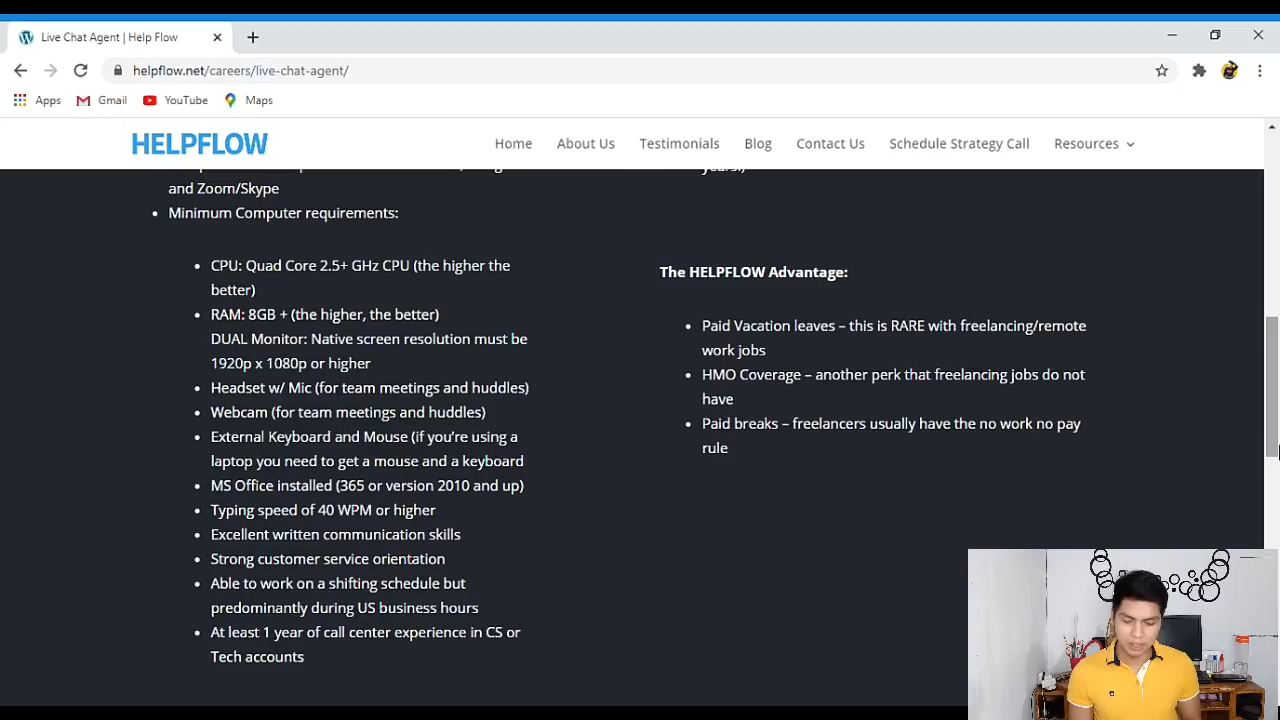 Live Chat Agent | Help Flow
helpflow.net/careers/live-chat-agent/
Apps Gmail YouTube Maps
HELPFLOW Home About Us Testimonials Blog Contact Us Schedule Strategy Call Resources
and Zoom/Skype
Minimum Computer requirements:
CPU: Quad Core 2.5+ GHz CPU (the higher the
better)
RAM: 8GB + (the higher, the better)
DUAL Monitor: Native screen resolution must be
1920p x 1080p or higher
Headset w/ Mic (for team meetings and huddles)
Webcam (for team meetings and huddles)
External Keyboard and Mouse (if you’re using a
laptop you need to get a mouse and a keyboard
MS Office installed (365 or version 2010 and up)
Typing speed of 40 WPM or higher
Excellent written communication skills
Strong customer service orientation
Able to work on a shifting schedule but
predominantly during US business hours
At least 1 year of call center experience in CS or
Tech accounts
years!)
The HELPFLOW Advantage:
Paid Vacation leaves – this is RARE with freelancing/remote
work jobs
HMO Coverage – another perk that freelancing jobs do not
have
Paid breaks – freelancers usually have the no work no pay
rule